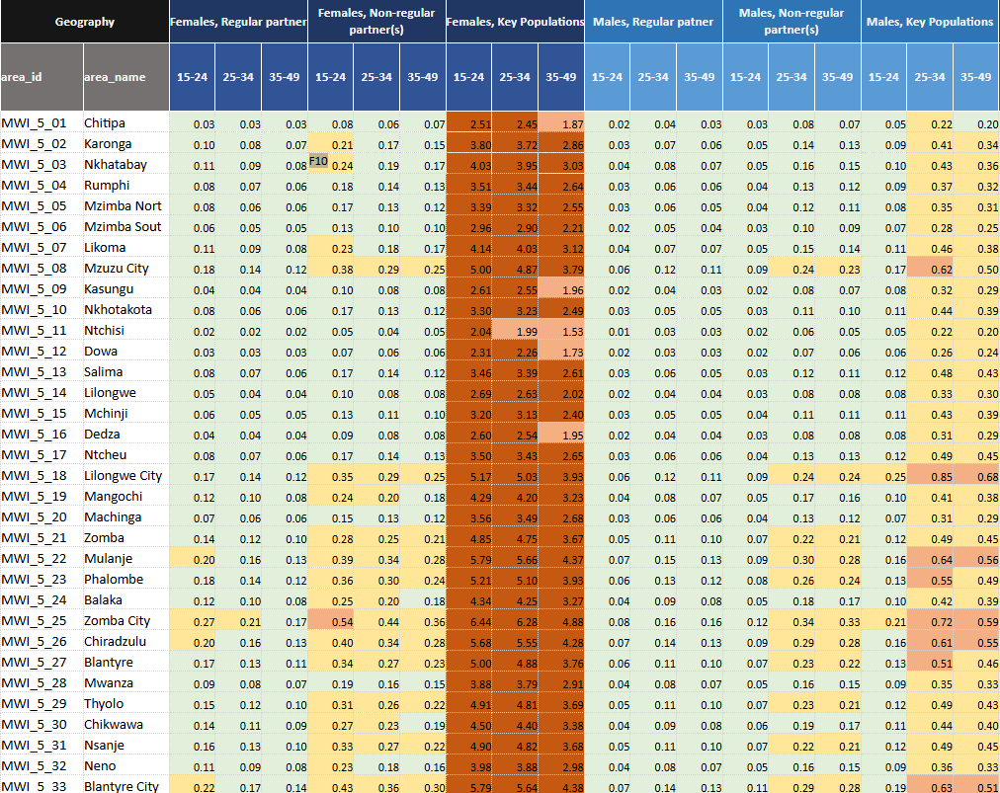 Geography Females, Regular partner Females, Non-regular partner(s) Females, Key Populations Males, Regular patner Males, Non-regular partner(s) Males, Key Populations
area_id area_name 15-24 25-34 35-49 15-24 25-34 35-49 15-24 25-34 35-49 15-24 25-34 35-49 15-24 25-34 35-49 15-24 25-34 35-49
MWI_5_01 Chitipa 0.03 0.03 0.03 0.08 0.06 0.07 2.51 2.45 1.87 0.02 0.04 0.03 0.03 0.08 0.07 0.05 0.22 0.20
MWI_5_02 Karonga 0.10 0.08 0.07 0.21 0.17 0.15 3.80 3.72 2.86 0.03 0.07 0.06 0.05 0.14 0.13 0.09 0.41 0.34
MWI_5_03 Nkhatabay 0.11 0.09 0.08 F10 0.24 0.19 0.17 4.03 3.95 3.03 0.04 0.08 0.07 0.05 0.16 0.15 0.10 0.43 0.36
MWI_5_04 Rumphi 0.08 0.07 0.06 0.18 0.14 0.13 3.51 3.44 2.64 0.03 0.06 0.06 0.04 0.13 0.12 0.09 0.37 0.32
MWI_5_05 Mzimba Nort 0.08 0.06 0.06 0.17 0.13 0.12 3.39 3.32 2.55 0.03 0.06 0.05 0.04 0.12 0.11 0.08 0.35 0.31
MWI_5_06 Mzimba Sout 0.06 0.05 0.05 0.13 0.10 0.10 2.96 2.90 2.21 0.02 0.05 0.04 0.03 0.10 0.09 0.07 0.28 0.25
MWI_5_07 Likoma 0.11 0.09 0.08 0.23 0.18 0.17 4.14 4.03 3.12 0.04 0.07 0.07 0.05 0.15 0.14 0.11 0.46 0.38
MWI_5_08 Mzuzu City 0.18 0.14 0.12 0.38 0.29 0.25 5.00 4.87 3.79 0.06 0.12 0.11 0.09 0.24 0.23 0.17 0.62 0.50
MWI_5_09 Kasungu 0.04 0.04 0.04 0.10 0.08 0.08 2.61 2.55 1.96 0.02 0.04 0.03 0.02 0.08 0.07 0.08 0.32 0.29
MWI_5_10 Nkhotakota 0.08 0.06 0.06 0.17 0.13 0.12 3.30 3.23 2.49 0.03 0.05 0.05 0.03 0.11 0.10 0.11 0.44 0.39
MWI_5_11 Ntchisi 0.02 0.02 0.02 0.05 0.04 0.05 2.04 1.99 1.53 0.01 0.03 0.03 0.02 0.06 0.05 0.05 0.22 0.20
MWI_5_12 Dowa 0.03 0.03 0.03 0.07 0.06 0.06 2.31 2.26 1.73 0.02 0.03 0.03 0.02 0.07 0.06 0.06 0.26 0.24
MWI_5_13 Salima 0.08 0.07 0.06 0.17 0.14 0.12 3.46 3.39 2.61 0.03 0.06 0.05 0.03 0.12 0.11 0.12 0.48 0.43
MWI_5_14 Lilongwe 0.05 0.04 0.04 0.10 0.08 0.08 2.69 2.63 2.02 0.02 0.04 0.04 0.03 0.08 0.08 0.08 0.33 0.30
MWI_5_15 Mchinji 0.06 0.05 0.05 0.13 0.11 0.10 3.20 3.13 2.40 0.03 0.05 0.05 0.04 0.11 0.11 0.11 0.43 0.39
MWI_5_16 Dedza 0.04 0.04 0.04 0.09 0.08 0.08 2.60 2.54 1.95 0.02 0.04 0.04 0.03 0.08 0.08 0.08 0.31 0.29
MWI_5_17 Ntcheu 0.08 0.07 0.06 0.17 0.14 0.13 3.50 3.43 2.65 0.03 0.06 0.06 0.04 0.13 0.13 0.12 0.49 0.45
MWI_5_18 Lilongwe City 0.17 0.14 0.12 0.35 0.29 0.25 5.17 5.03 3.93 0.06 0.12 0.11 0.09 0.24 0.24 0.25 0.85 0.68
MWI_5_19 Mangochi 0.12 0.10 0.08 0.24 0.20 0.18 4.29 4.20 3.23 0.04 0.08 0.07 0.05 0.17 0.16 0.10 0.41 0.38
MWI_5_20 Machinga 0.07 0.06 0.06 0.15 0.13 0.12 3.56 3.49 2.68 0.03 0.06 0.06 0.04 0.13 0.12 0.07 0.31 0.29
MWI_5_21 Zomba 0.14 0.12 0.10 0.28 0.25 0.21 4.85 4.75 3.67 0.05 0.11 0.10 0.07 0.22 0.21 0.12 0.49 0.45
MWI_5_22 Mulanje 0.20 0.16 0.13 0.39 0.34 0.28 5.79 5.66 4.37 0.07 0.15 0.13 0.09 0.30 0.28 0.16 0.64 0.56
MWI_5_23 Phalombe 0.18 0.14 0.12 0.36 0.30 0.24 5.21 5.10 3.93 0.06 0.13 0.12 0.08 0.26 0.24 0.13 0.55 0.49
MWI_5_24 Balaka 0.12 0.10 0.08 0.25 0.20 0.18 4.34 4.25 3.27 0.04 0.09 0.08 0.05 0.18 0.17 0.10 0.42 0.39
MWI_5_25 Zomba City 0.27 0.21 0.17 0.54 0.44 0.36 6.44 6.28 4.88 0.08 0.16 0.16 0.12 0.34 0.33 0.21 0.72 0.59
MWI_5_26 Chiradzulu 0.20 0.16 0.13 0.40 0.34 0.28 5.68 5.55 4.28 0.07 0.14 0.13 0.09 0.29 0.28 0.16 0.61 0.55
MWI_5_27 Blantyre 0.17 0.13 0.11 0.34 0.27 0.23 5.00 4.88 3.76 0.06 0.11 0.10 0.07 0.23 0.22 0.13 0.51 0.46
MWI_5_28 Mwanza 0.09 0.08 0.07 0.19 0.16 0.15 3.88 3.79 2.91 0.04 0.08 0.07 0.05 0.16 0.15 0.09 0.35 0.33
MWI_5_29 Thyolo 0.15 0.12 0.10 0.31 0.26 0.22 4.91 4.81 3.69 0.05 0.11 0.10 0.07 0.23 0.21 0.12 0.49 0.43
MWI_5_30 Chikwawa 0.14 0.11 0.09 0.27 0.23 0.19 4.50 4.40 3.38 0.04 0.09 0.08 0.06 0.19 0.17 0.11 0.44 0.40
MWI_5_31 Nsanje 0.16 0.13 0.10 0.33 0.27 0.22 4.90 4.82 3.68 0.05 0.11 0.10 0.07 0.22 0.21 0.12 0.49 0.45
MWI_5_32 Neno 0.11 0.09 0.08 0.23 0.18 0.16 3.98 3.88 2.98 0.04 0.08 0.07 0.05 0.16 0.15 0.09 0.36 0.33
MWI_5_33 Blantyre City 0.22 0.17 0.14 0.43 0.36 0.30 5.79 5.64 4.38 0.07 0.14 0.13 0.11 0.29 0.28 0.19 0.63 0.51